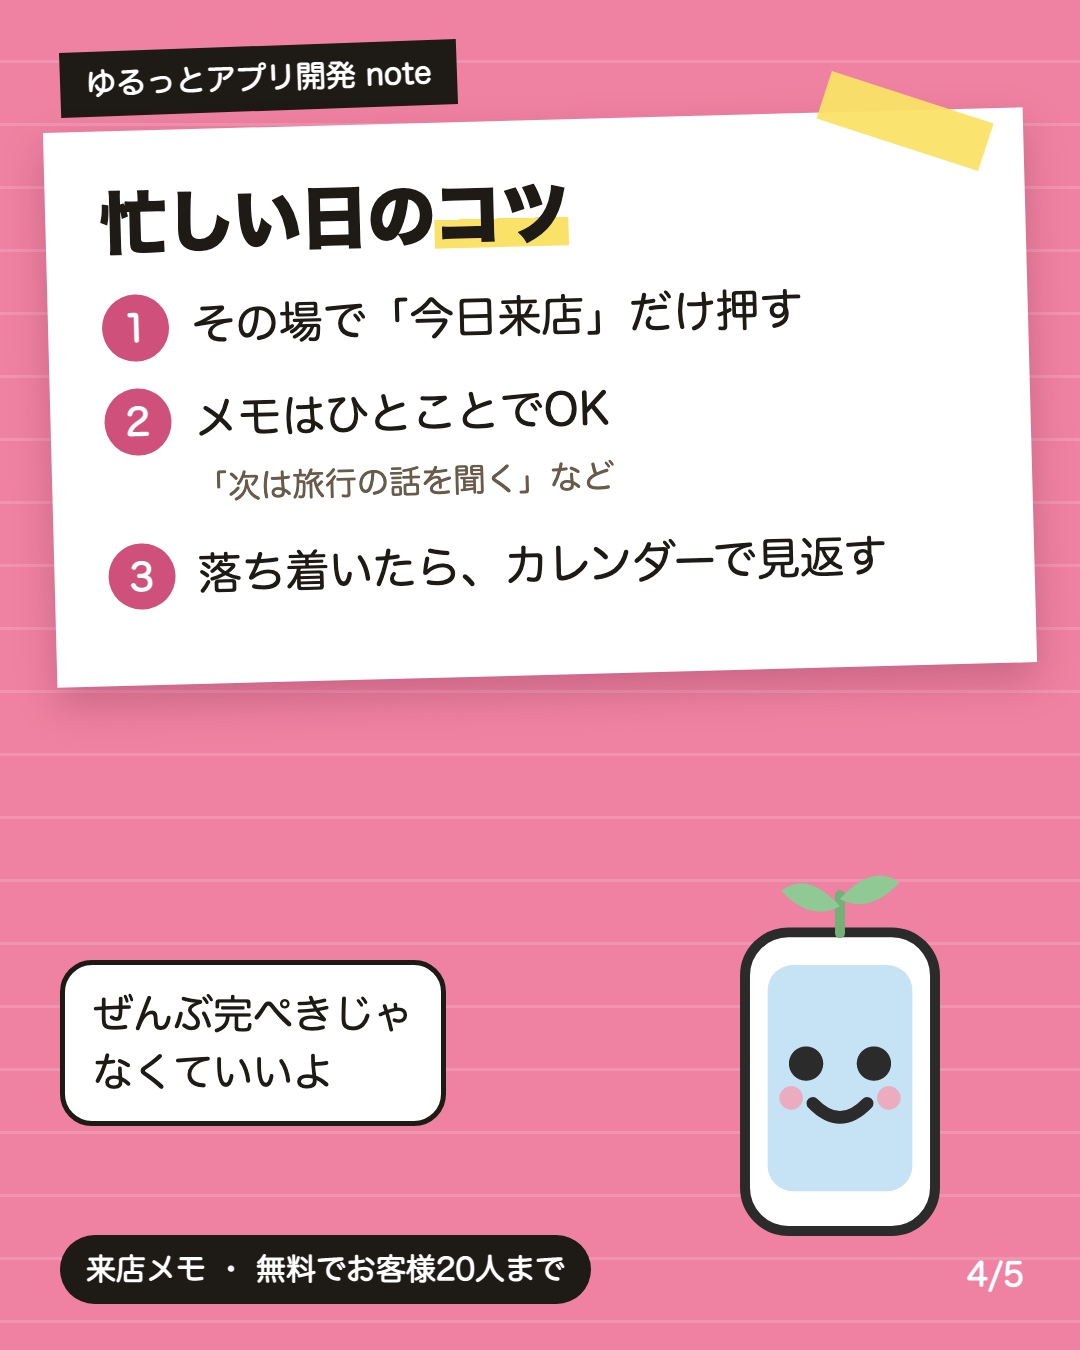 ゆるっとアプリ開発 note
忙しい日のコツ
1 その場で「今日来店」だけ押す
2 メモはひとことでOK
「次は旅行の話を聞く」など
3 落ち着いたら、カレンダーで見返す
ぜんぶ完ぺきじゃ
なくていいよ
来店メモ ・ 無料でお客様20人まで
4/5